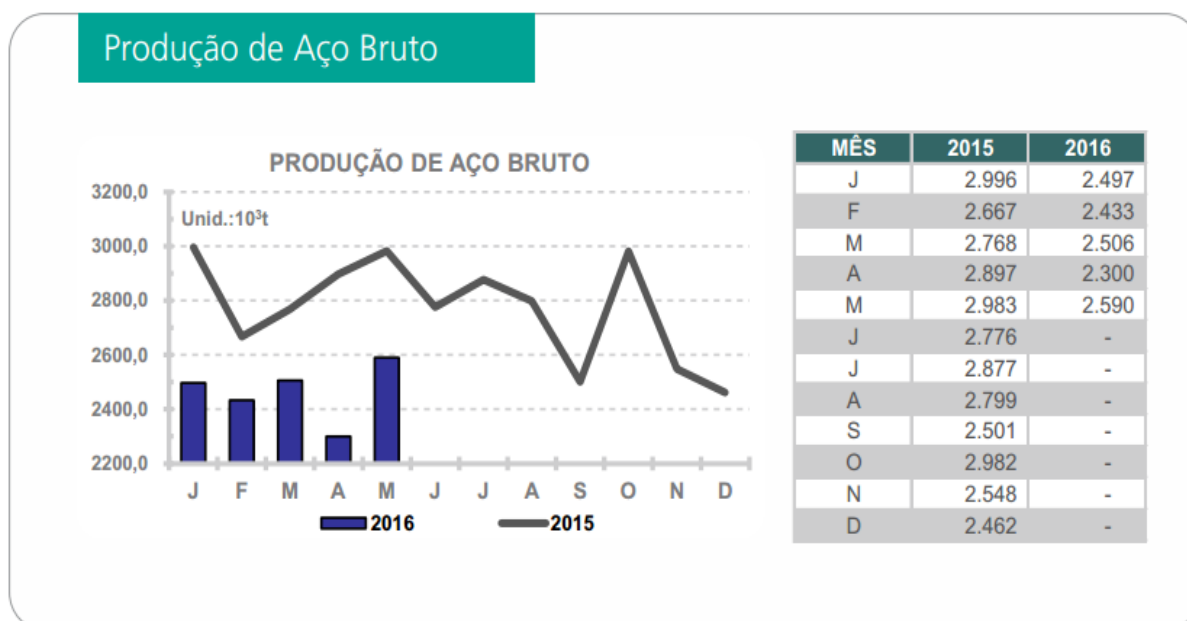 Produção de Aço Bruto
PRODUÇÃO DE AÇO BRUTO
Unid.:10³t
3200,0
3000,0
2800,0
2600,0
2400,0
2200,0
J F M A M J J A S O N D
2016 2015
MÊS 2015 2016
J 2.996 2.497
F 2.667 2.433
M 2.768 2.506
A 2.897 2.300
M 2.983 2.590
J 2.776 -
J 2.877 -
A 2.799 -
S 2.501 -
O 2.982 -
N 2.548 -
D 2.462 -